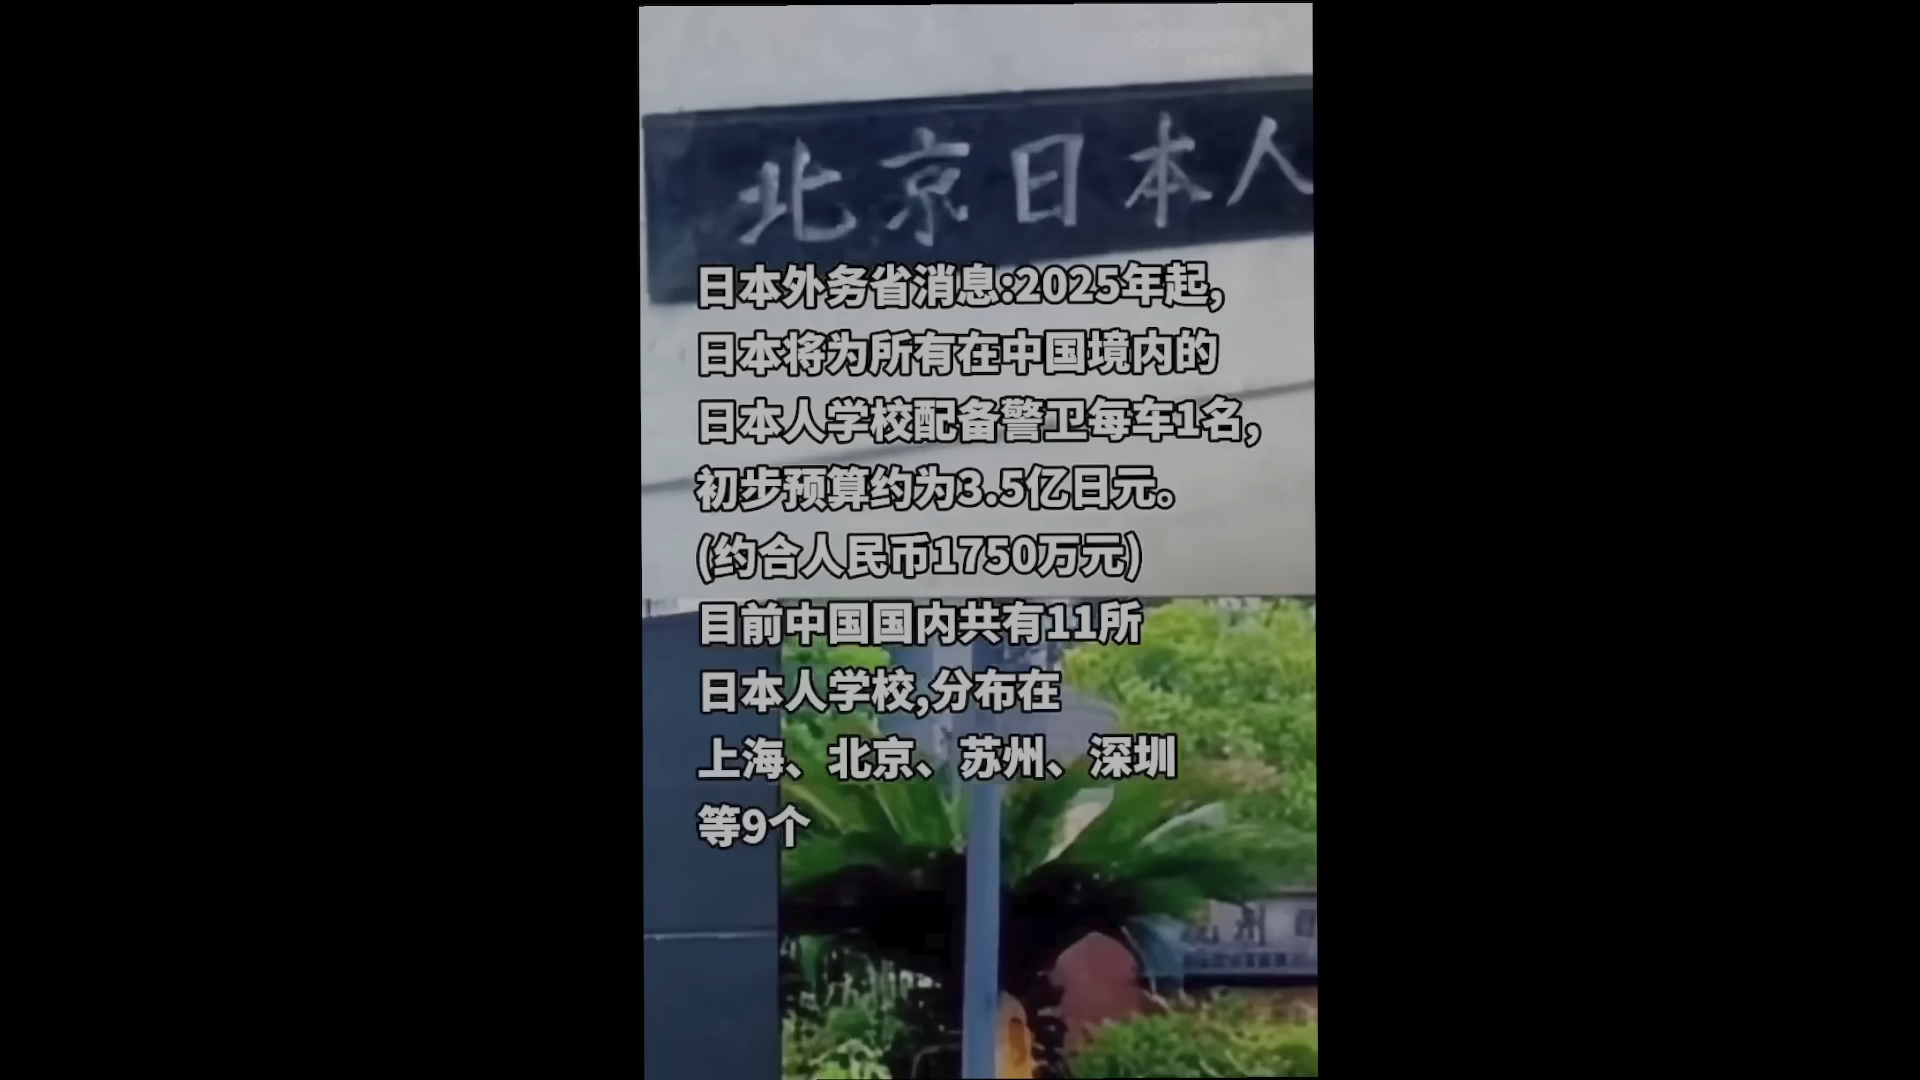 北京日本人
日本外务省消息:2025年起,
日本将为所有在中国境内的
日本人学校配备警卫每车1名,
初步预算约为3.5亿日元。
(约合人民币1750万元)
目前中国国内共有11所
日本人学校,分布在
上海、北京、苏州、深圳
等9个
州